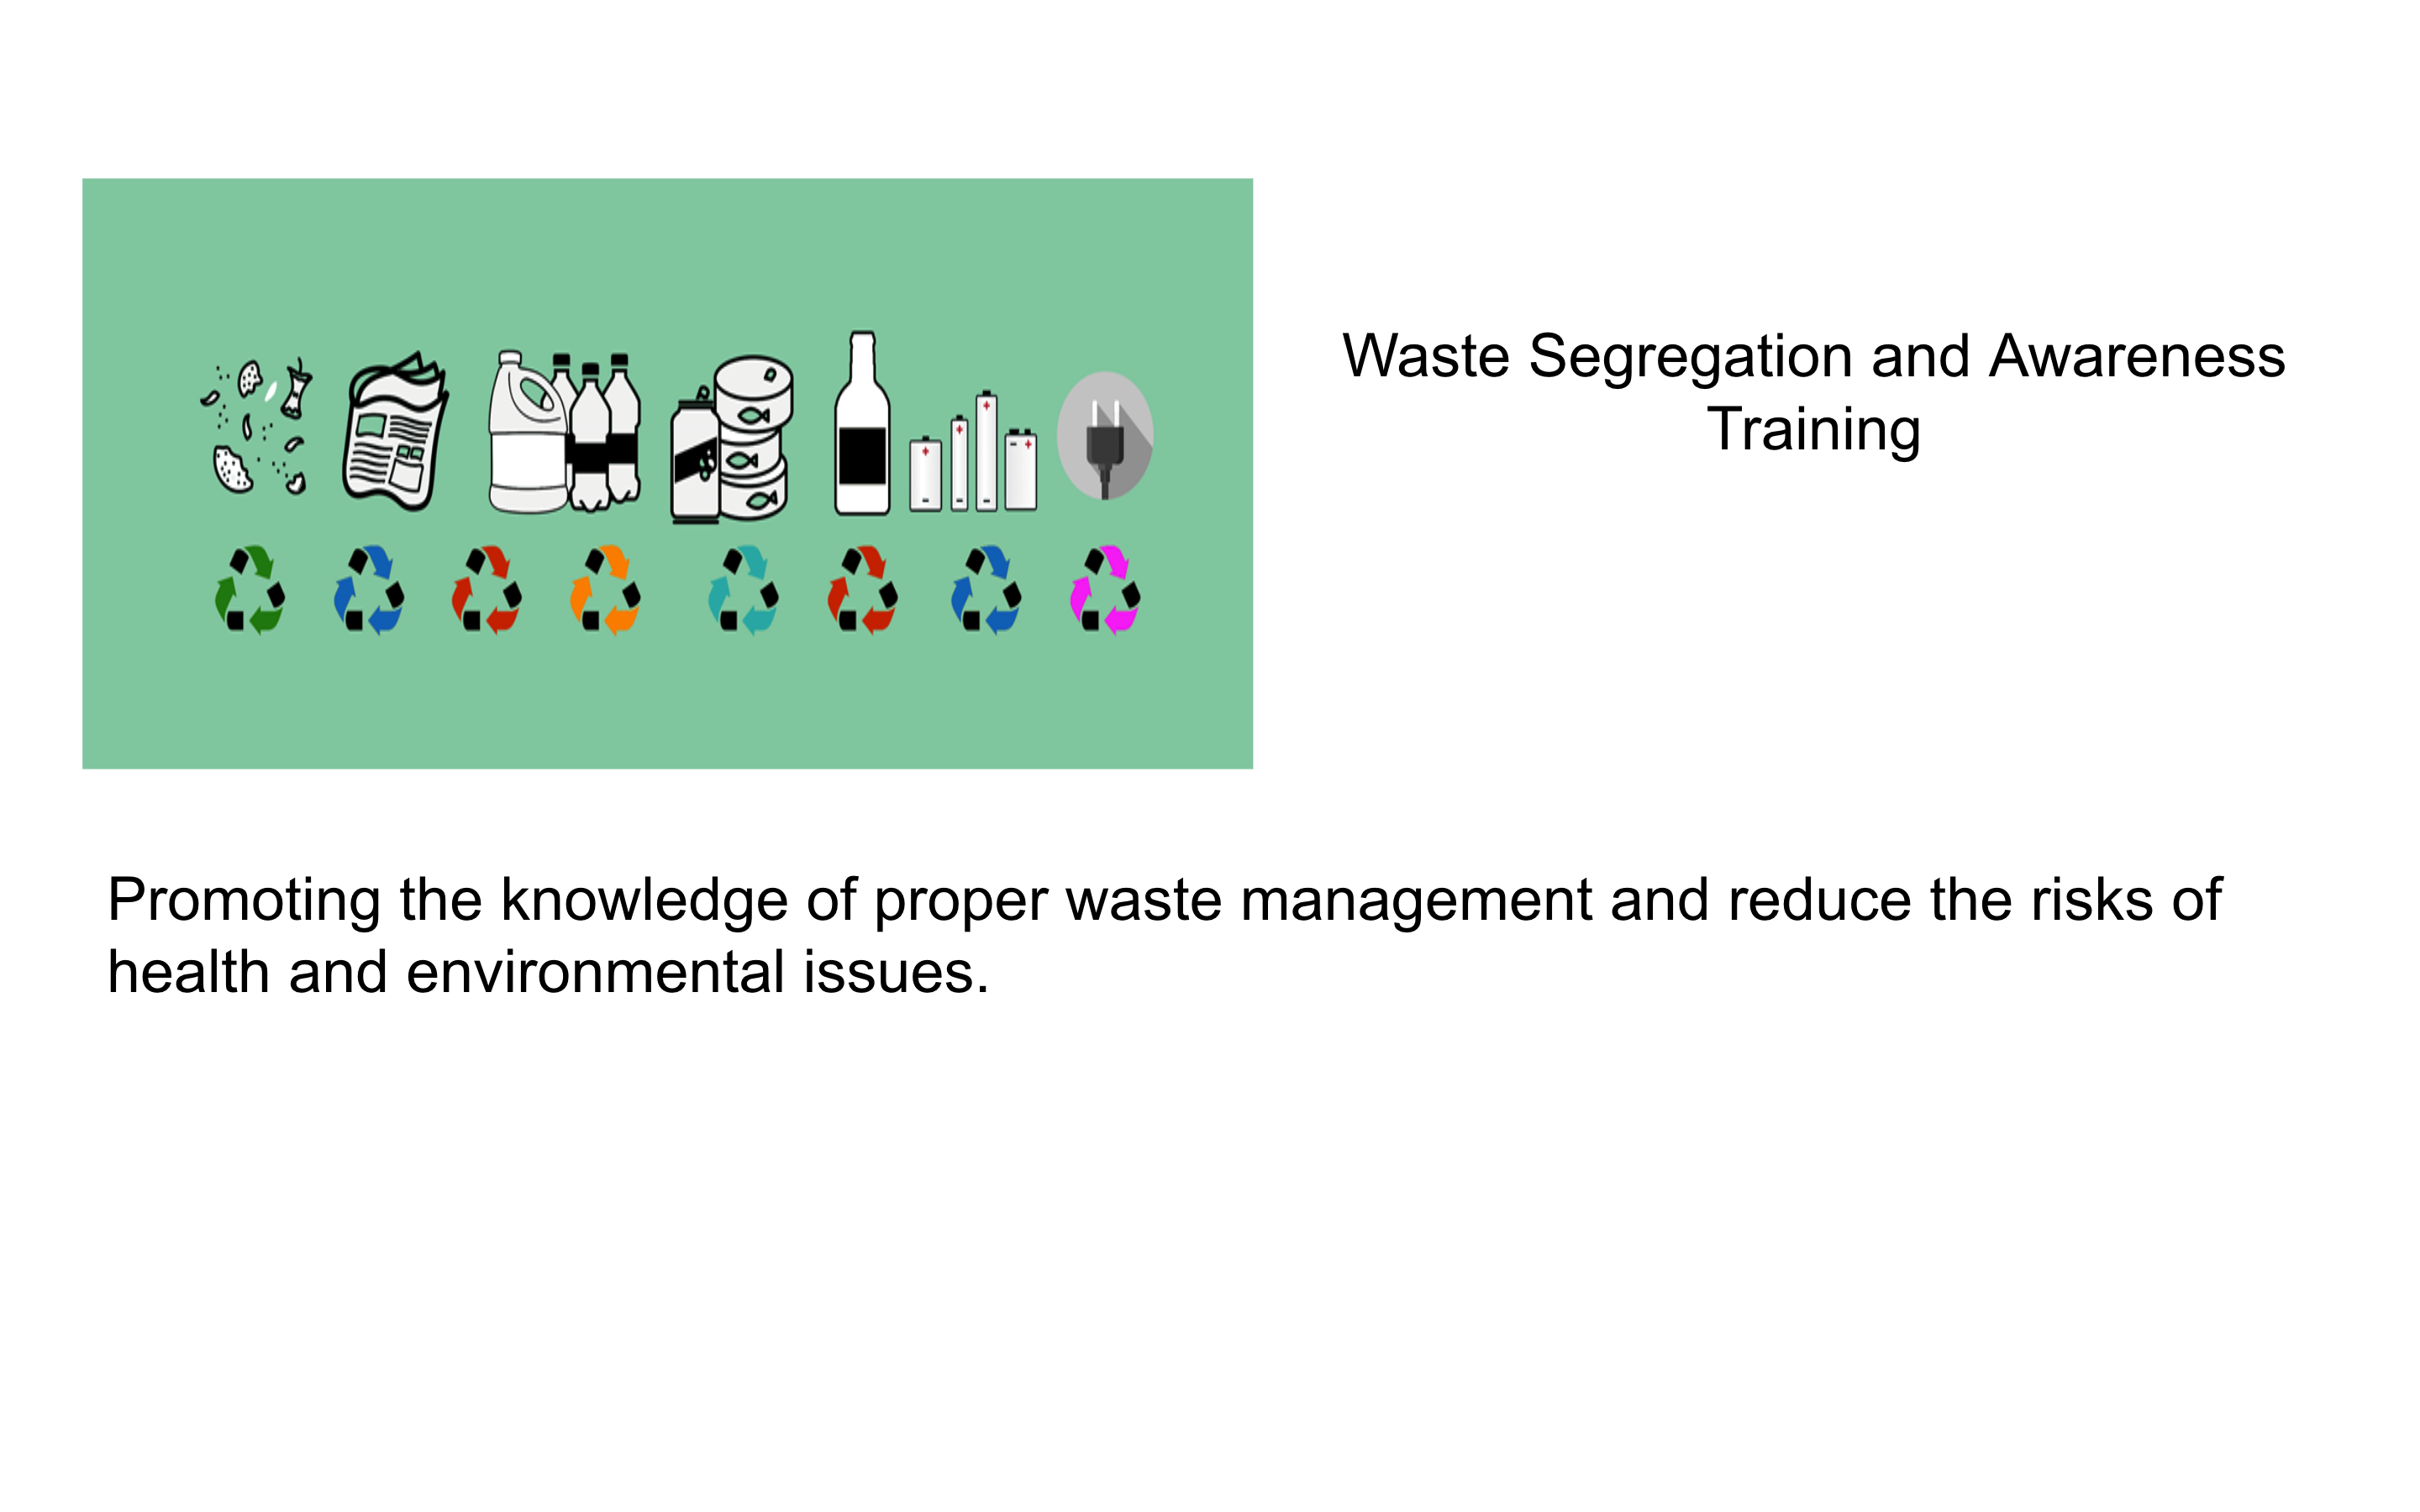 Waste Segregation and Awareness
Training
Promoting the knowledge of proper waste management and reduce the risks of
health and environmental issues.